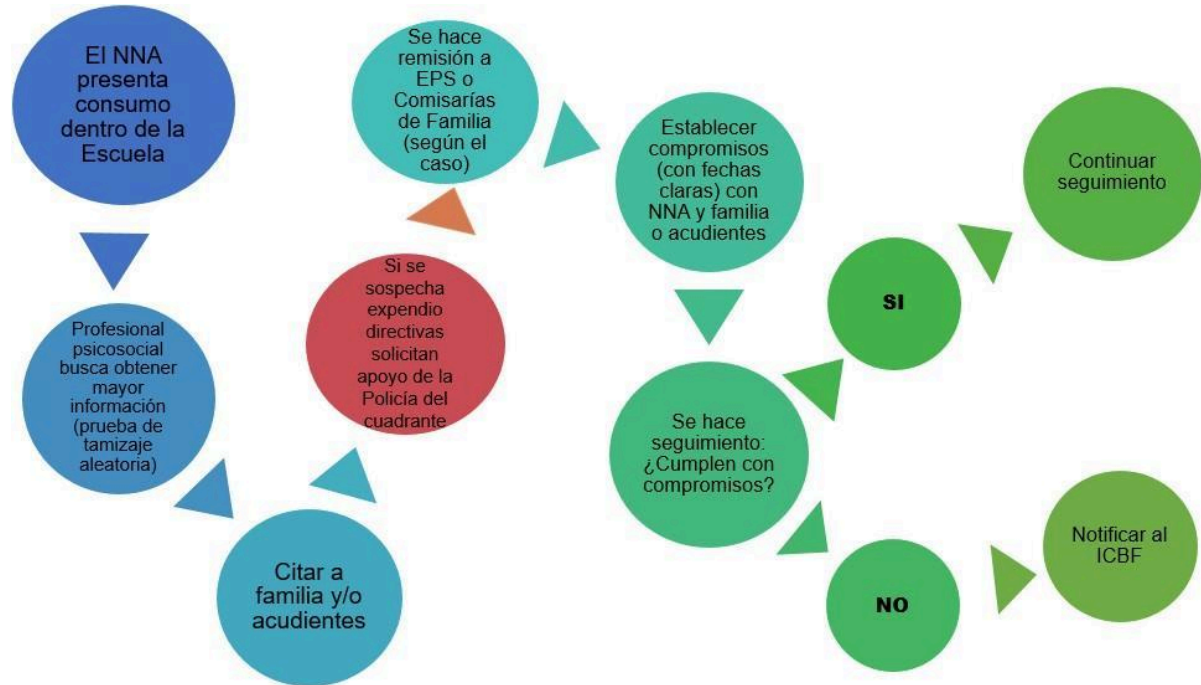 El NNA
presenta
consumo
dentro de la
Escuela
Profesional
psicosocial
busca obtener
mayor
información
(prueba de
tamizaje
aleatoria)
Citar a
familia y/o
acudientes
Si se
sospecha
expendio
directivas
solicitan
apoyo de la
Policía del
cuadrante
Se hace
remisión a
EPS o
Comisarías
de Familia
(según el
caso)
Establecer
compromisos
(con fechas
claras) con
NNA y familia
o acudientes
Se hace
seguimiento:
¿Cumplen con
compromisos?
SI
Continuar
seguimiento
NO
Notificar al
ICBF